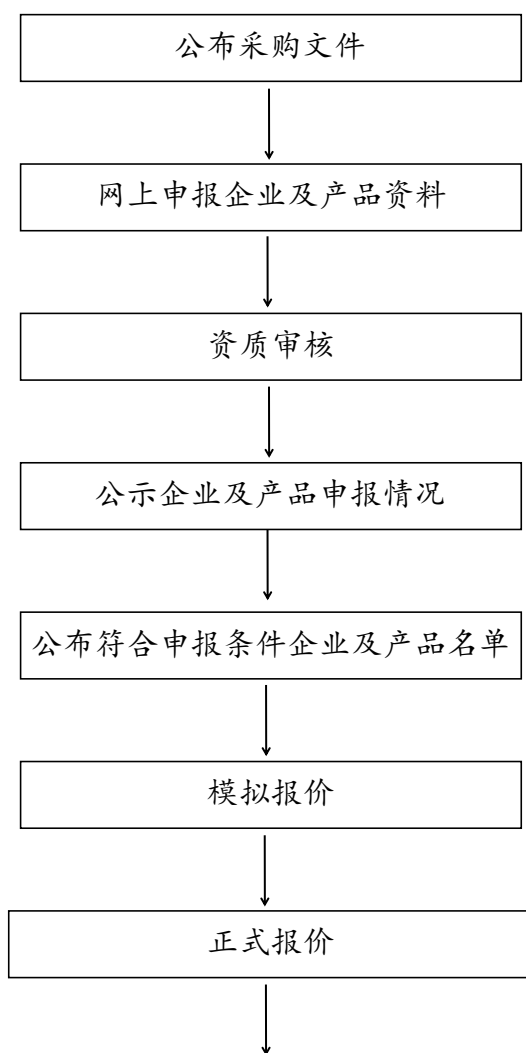 公布采购文件
网上申报企业及产品资料
资质审核
公示企业及产品申报情况
公布符合申报条件企业及产品名单
模拟报价
正式报价